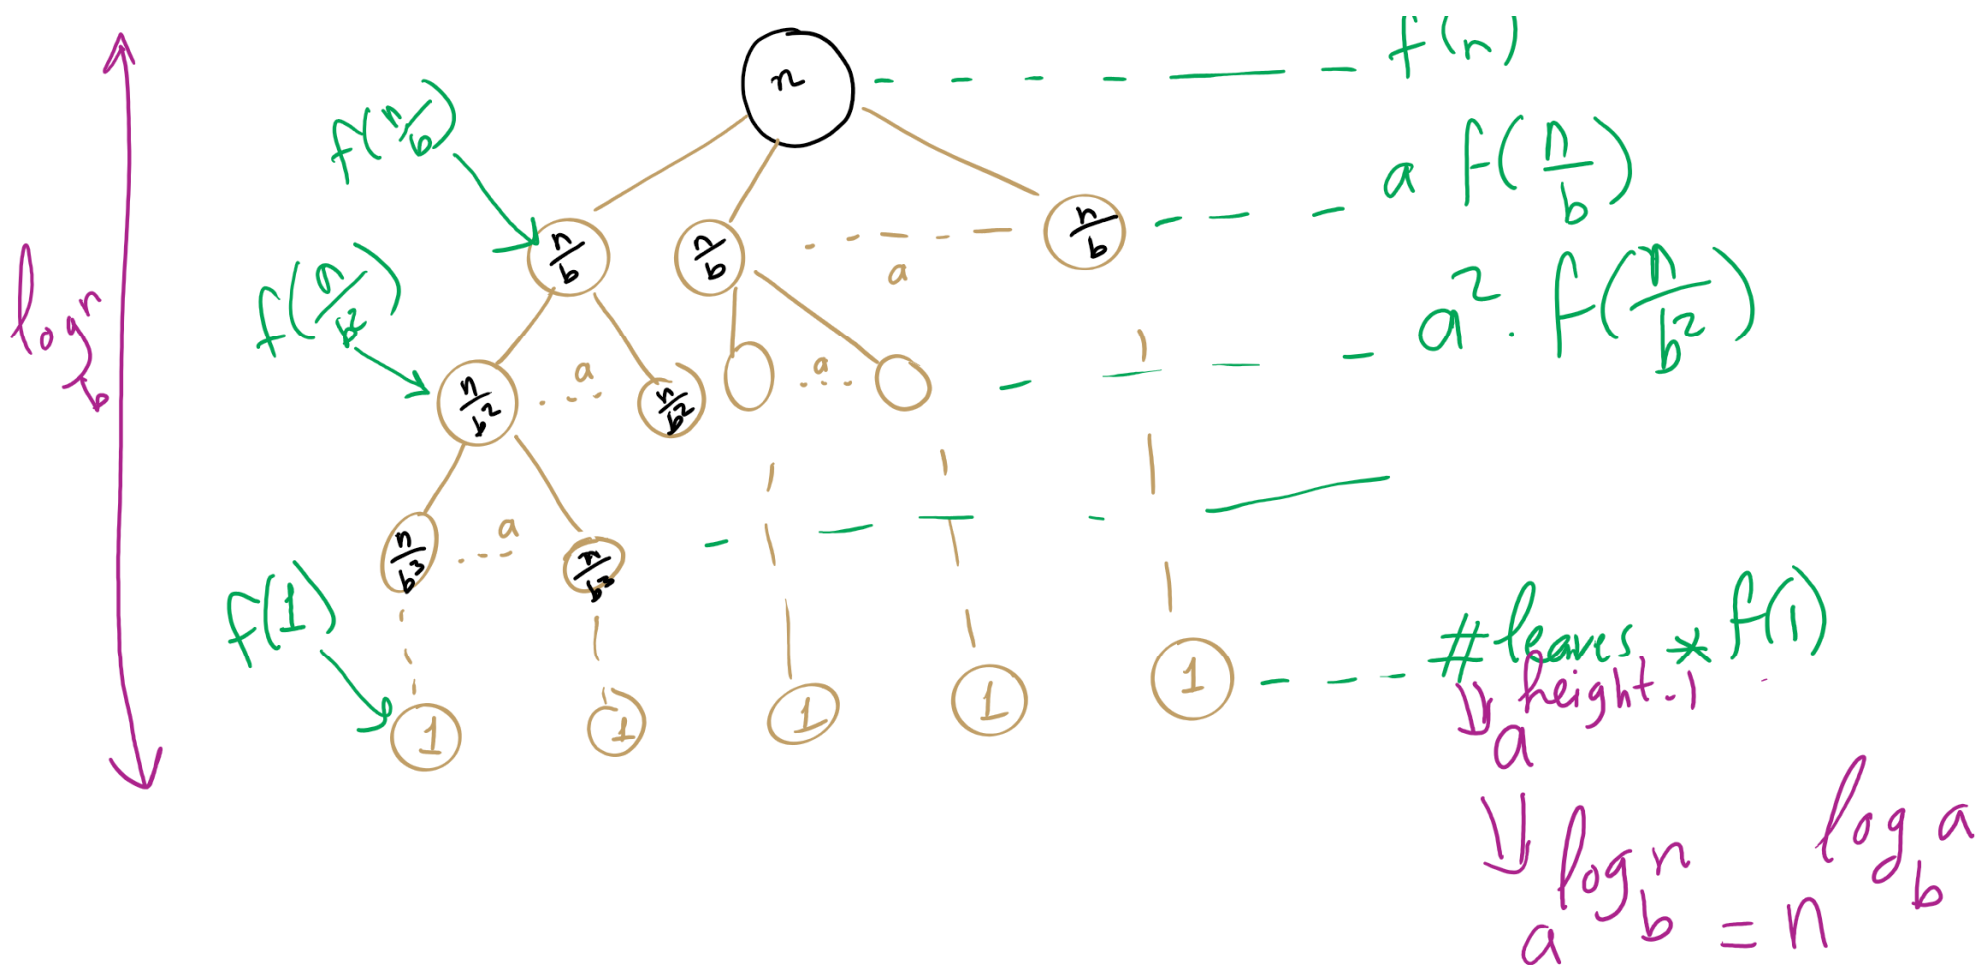 n f(n)
f(n/b)
n/b n/b a n/b a f(n/b)
f(n/b²)
log_b n
n/b² a n/b² a a². f(n/b²)
n/b³ a n/b³
f(1)
1 1 1 1 1 #leaves * f(1)
a^height-1
a^log_b n = n^log_b a